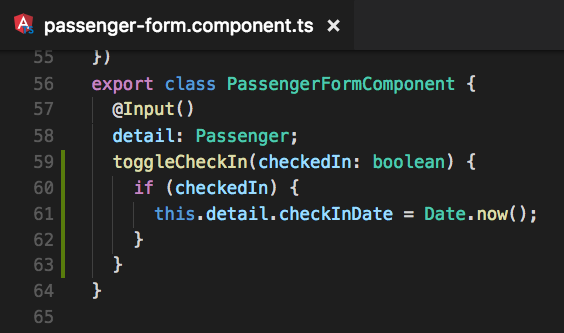 passenger-form.component.ts ×
55 })
56 export class PassengerFormComponent {
57 @Input()
58 detail: Passenger;
59 toggleCheckIn(checkedIn: boolean) {
60 if (checkedIn) {
61 this.detail.checkInDate = Date.now();
62 }
63 }
64 }
65